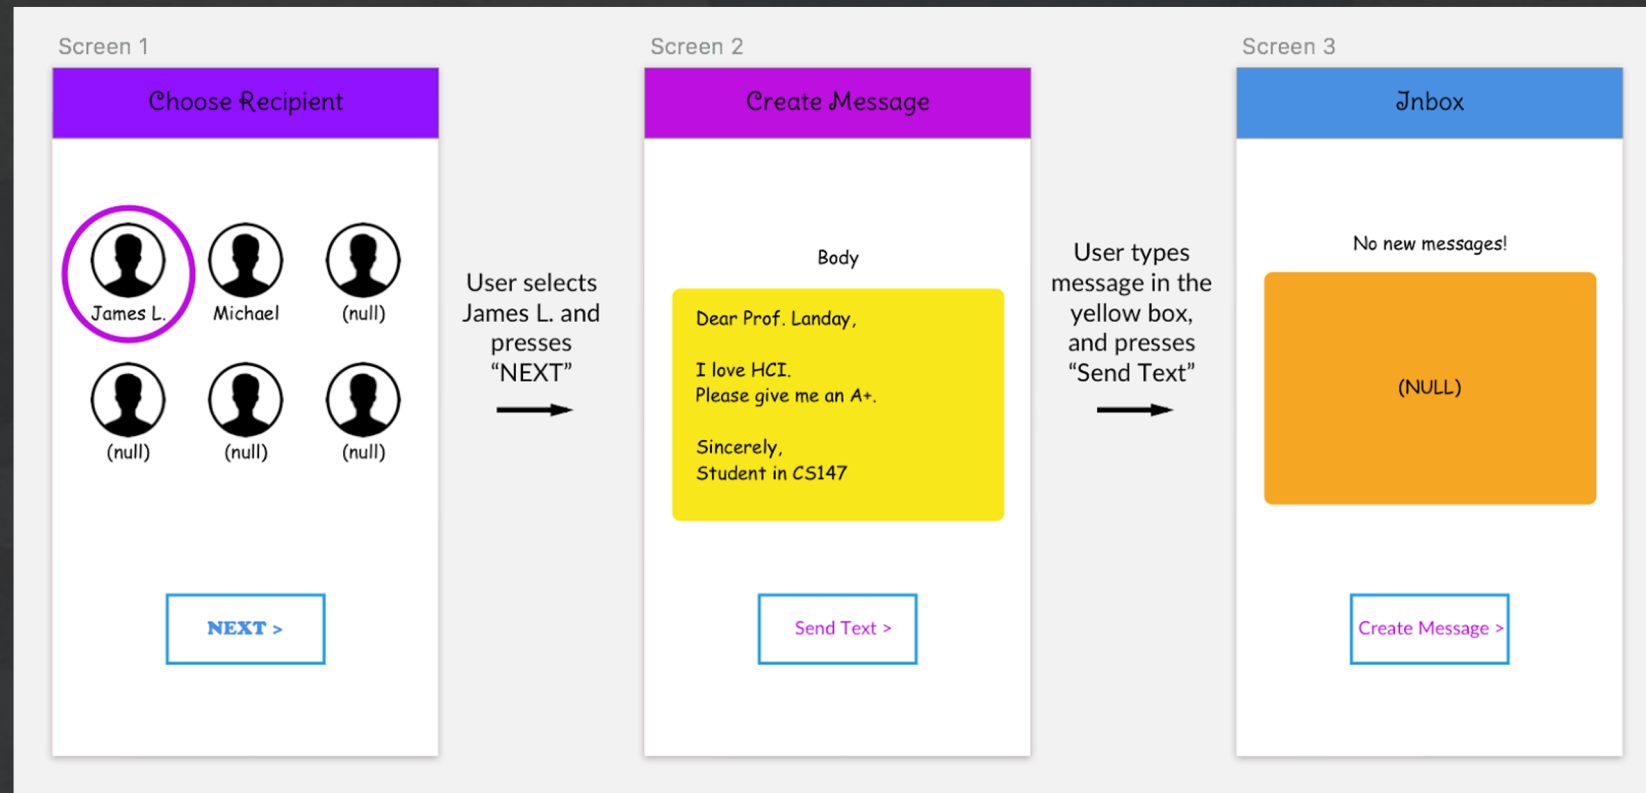 Screen 1
Choose Recipient
James L.
Michael
(null)
(null)
(null)
(null)
NEXT >
User selects
James L. and
presses
“NEXT”
Screen 2
Create Message
Body
Dear Prof. Landay,
I love HCI.
Please give me an A+.
Sincerely,
Student in CS147
Send Text >
User types
message in the
yellow box,
and presses
“Send Text”
Screen 3
Inbox
No new messages!
(NULL)
Create Message >